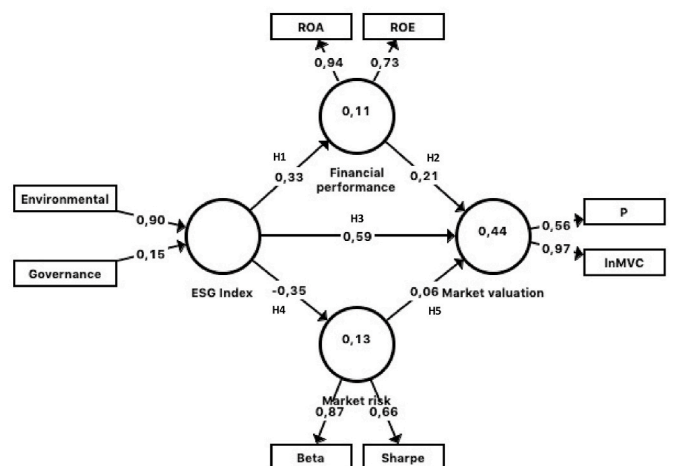 ROA
ROE
0,94
0,73
0,11
H1
H2
0,33
Financial
performance
0,21
Environmental
0,90
H3
0,59
0,44
0,56
P
0,15
0,97
Governance
lnMVC
ESG Index
-0,35
0,06
Market valuation
H4
H5
0,13
Market risk
0,87
0,66
Beta
Sharpe